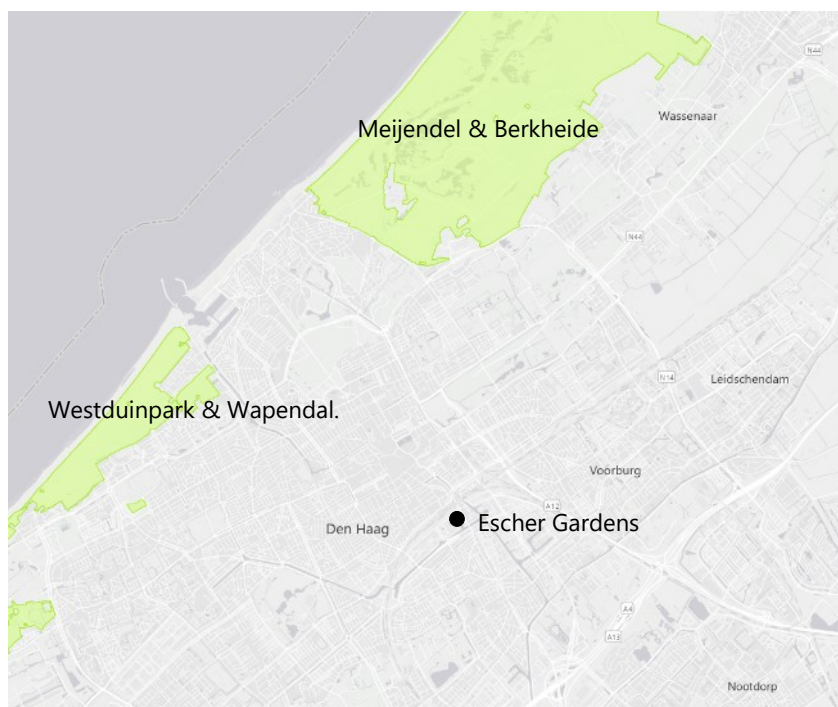 N44
Meijendel & Berkheide
Wassenaar
N44
N14
Leidschendam
Westduinpark & Wapendal.
Voorburg
A12
Escher Gardens
Den Haag
A4
A13
Nootdorp